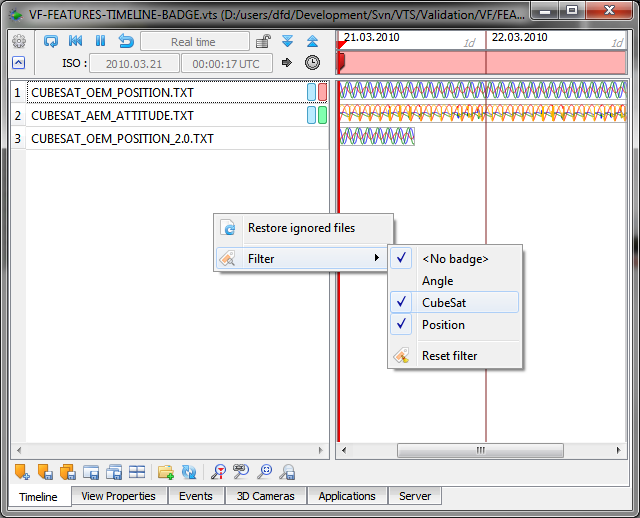 VF-FEATURES-TIMELINE-BADGE.vts (D:/users/dfd/Development/Svn/VTS/Validation/VF/FEA...
Real time
ISO : 2010.03.21 00:00:17 UTC
21.03.2010 1d 22.03.2010 1d
1 CUBESAT_OEM_POSITION.TXT
2 CUBESAT_AEM_ATTITUDE.TXT
3 CUBESAT_OEM_POSITION_2.0.TXT
Restore ignored files
Filter
<No badge>
Angle
CubeSat
Position
Reset filter
Timeline View Properties Events 3D Cameras Applications Server